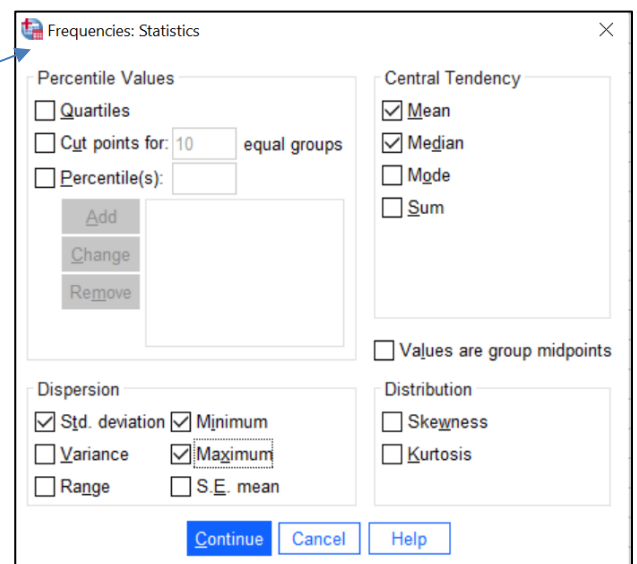 Frequencies: Statistics
Percentile Values
Quartiles
Cut points for: 10 equal groups
Percentile(s):
Add
Change
Remove
Central Tendency
Mean
Median
Mode
Sum
Values are group midpoints
Dispersion
Std. deviation Minimum
Variance Maximum
Range S.E. mean
Distribution
Skewness
Kurtosis
Continue Cancel Help